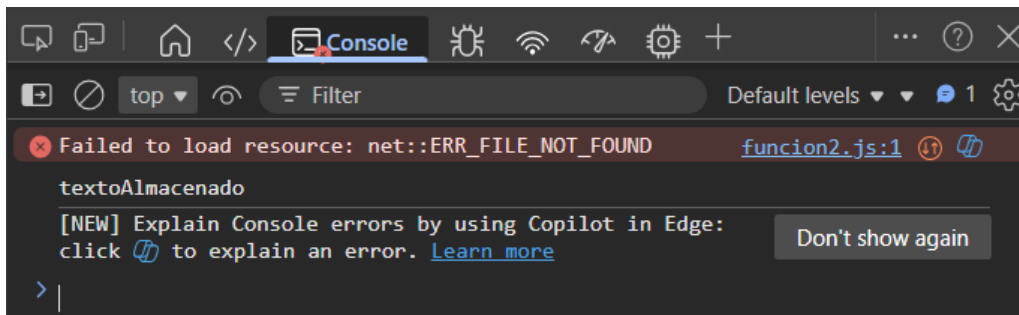 Console
top
Filter
Default levels
1
Failed to load resource: net::ERR_FILE_NOT_FOUND funcion2.js:1
textoAlmacenado
[NEW] Explain Console errors by using Copilot in Edge:
click to explain an error. Learn more
Don't show again